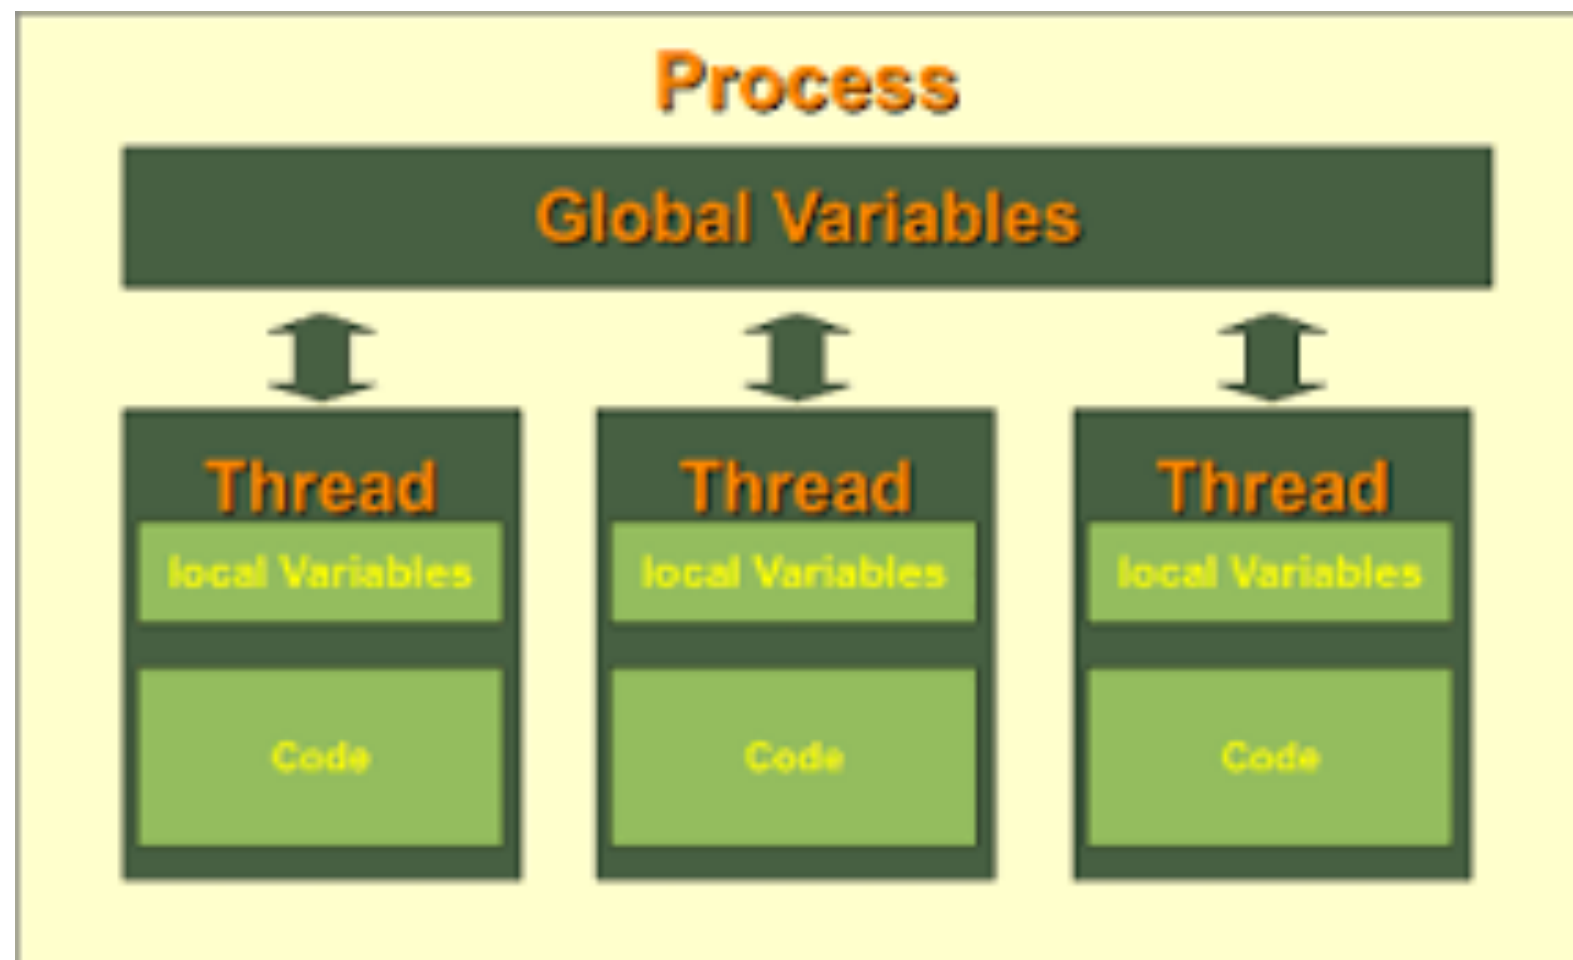 Process
Global Variables
Thread
Thread
Thread
local Variables
local Variables
local Variables
Code
Code
Code